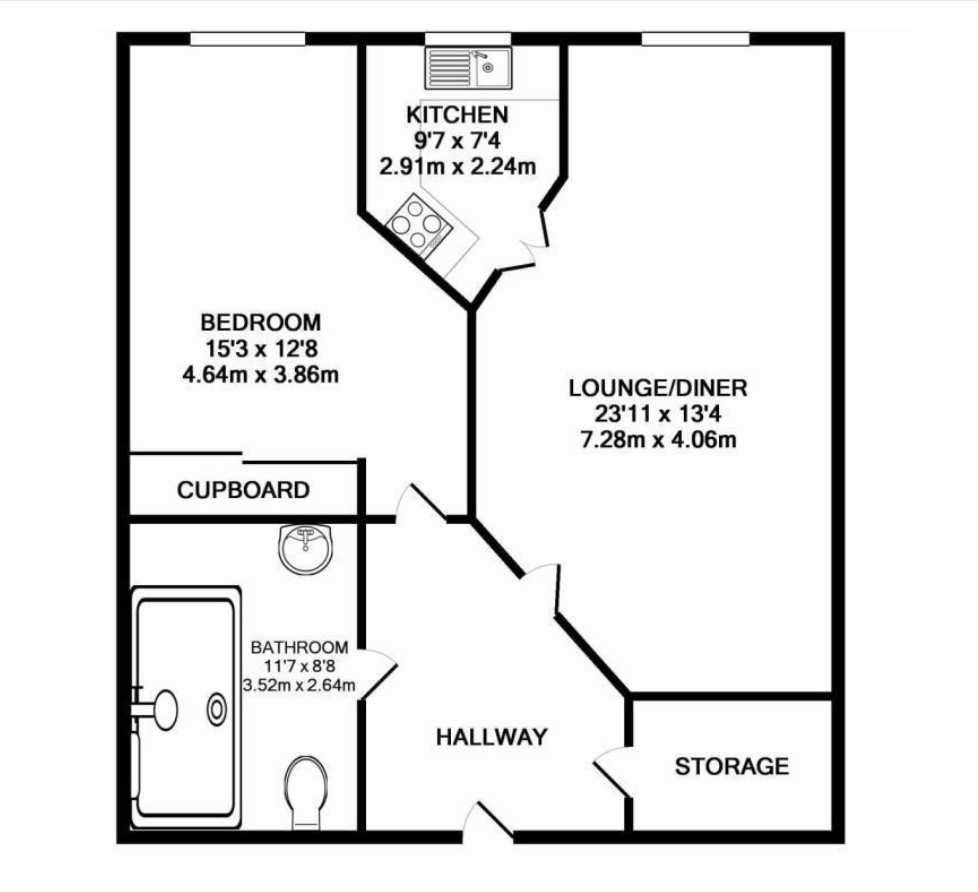 KITCHEN
9'7 x 7'4
2.91m x 2.24m
BEDROOM
15'3 x 12'8
4.64m x 3.86m
LOUNGE/DINER
23'11 x 13'4
7.28m x 4.06m
CUPBOARD
BATHROOM
11'7 x 8'8
3.52m x 2.64m
HALLWAY
STORAGE